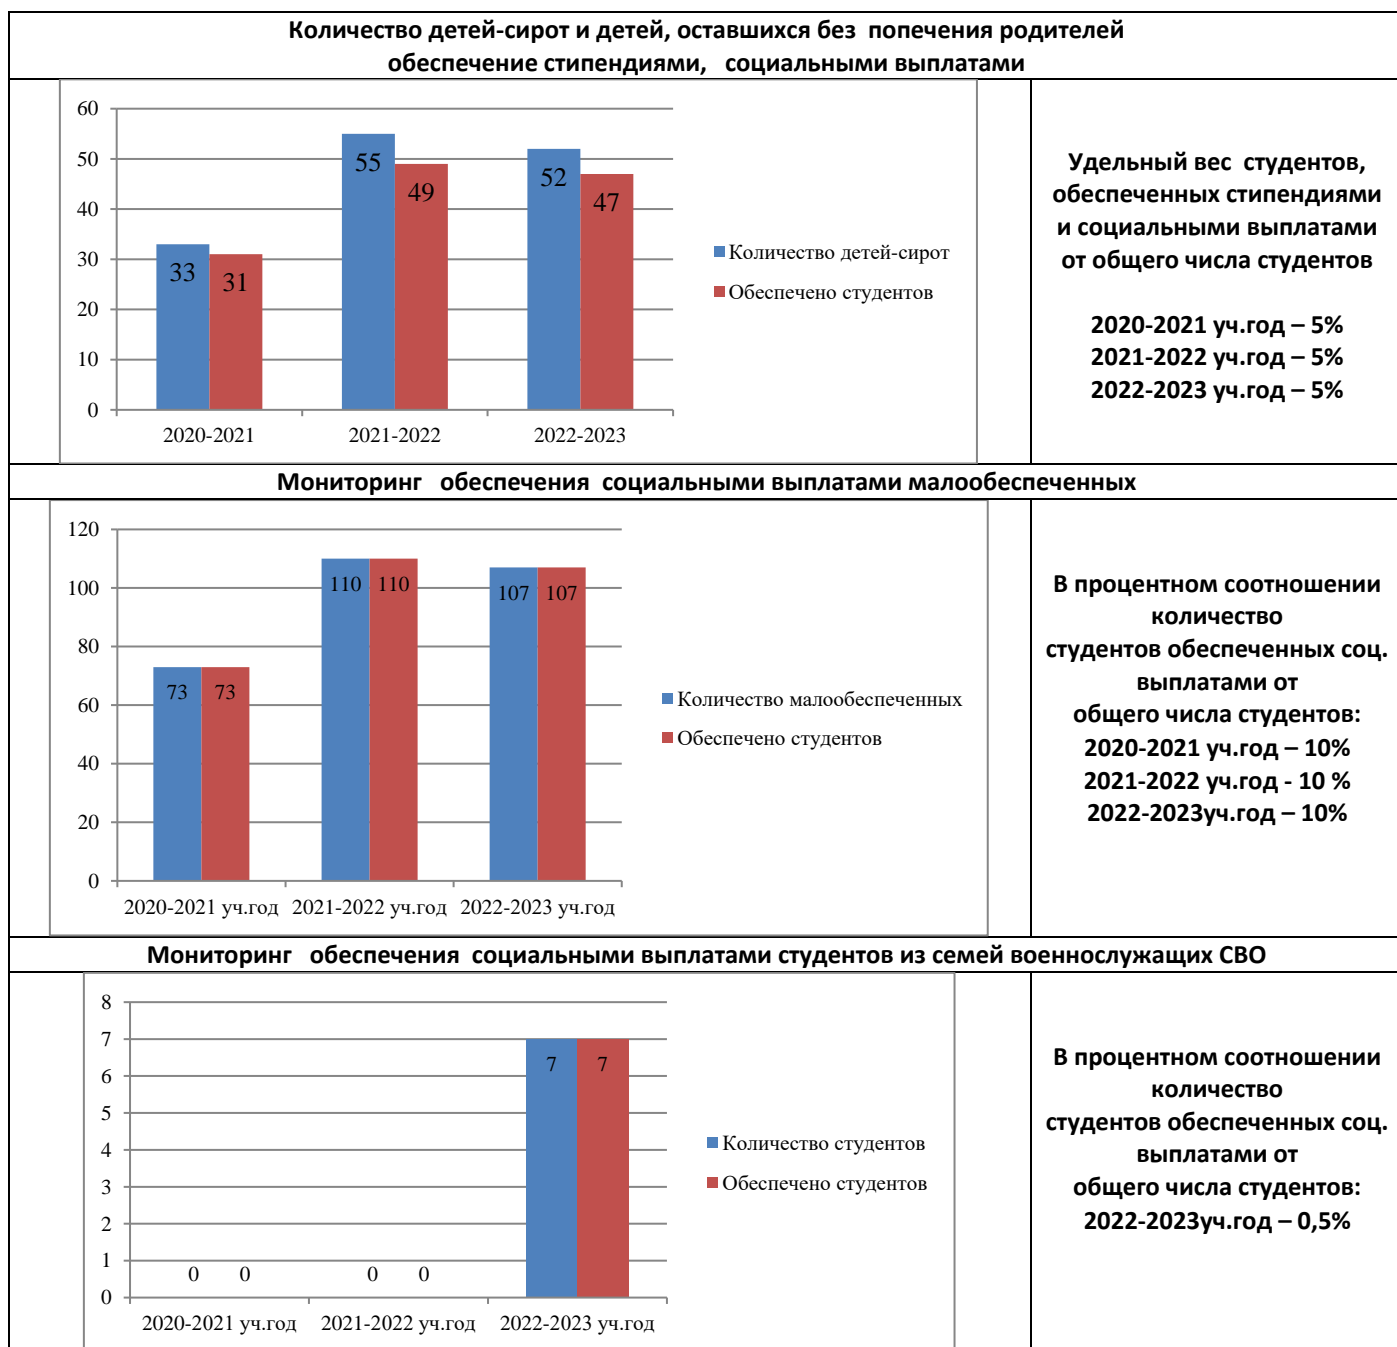 Количество детей-сирот и детей, оставшихся без попечения родителей
обеспечение стипендиями, социальными выплатами
60
50
40
30
20
10
0
55
52
49
47
33
31
2020-2021
2021-2022
2022-2023
Количество детей-сирот
Обеспечено студентов
Удельный вес студентов,
обеспеченных стипендиями
и социальными выплатами
от общего числа студентов
2020-2021 уч.год – 5%
2021-2022 уч.год – 5%
2022-2023 уч.год – 5%
Мониторинг обеспечения социальными выплатами малообеспеченных
120
100
80
60
40
20
0
73 73
110 110
107 107
2020-2021 уч.год
2021-2022 уч.год
2022-2023 уч.год
Количество малообеспеченных
Обеспечено студентов
В процентном соотношении
количество
студентов обеспеченных соц.
выплатами от
общего числа студентов:
2020-2021 уч.год – 10%
2021-2022 уч.год - 10 %
2022-2023уч.год – 10%
Мониторинг обеспечения социальными выплатами студентов из семей военнослужащих СВО
8
7
6
5
4
3
2
1
0
0 0
0 0
7 7
2020-2021 уч.год
2021-2022 уч.год
2022-2023 уч.год
Количество студентов
Обеспечено студентов
В процентном соотношении
количество
студентов обеспеченных соц.
выплатами от
общего числа студентов:
2022-2023уч.год – 0,5%